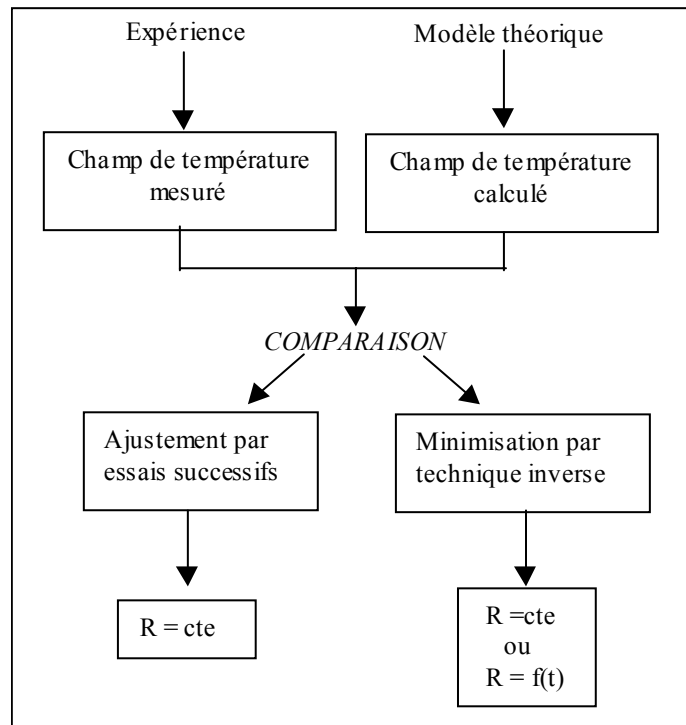 Expérience
Modèle théorique
Champ de température
mesuré
Champ de température
calculé
COMPARAISON
Ajustement par
essais successifs
Minimisation par
technique inverse
R = cte
R =cte
ou
R = f(t)